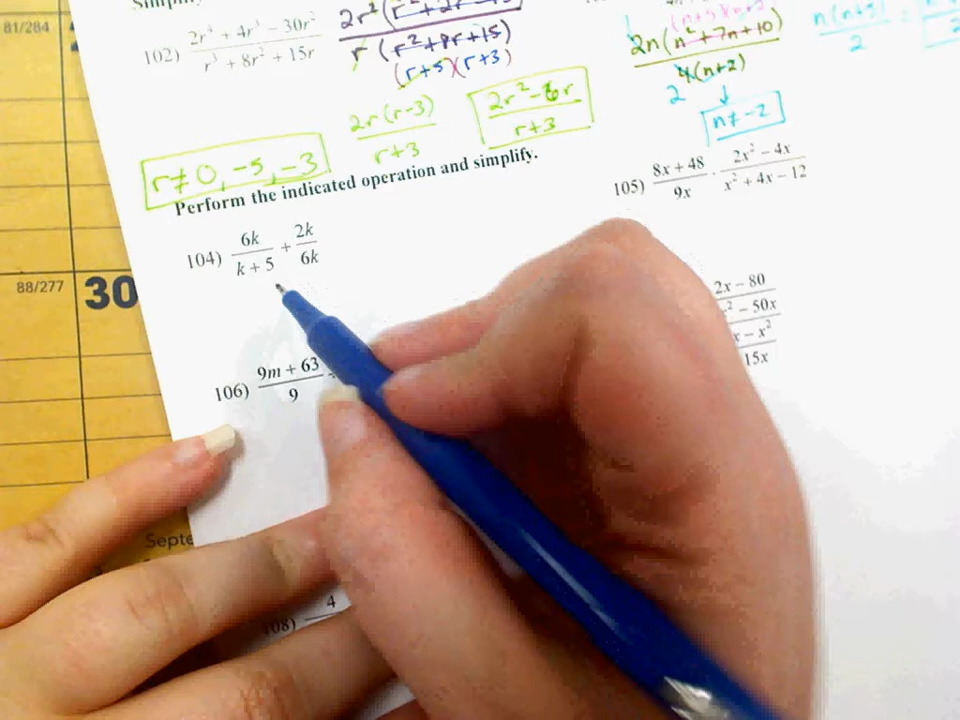 81/284
88/277
30
Septe
102) 2r⁴ + 4r³ − 30r² / r³ + 8r² + 15r
r (r² + 8r + 15)
(r+5)(r+3)
2r(r−3) / r+3
2r² − 6r / r+3
r ≠ 0, −5, −3
2n(n² + 7n + 10) / 4(n+2)
2
n ≠ −2
n(n+5) / 2
Perform the indicated operation and simplify.
104) 6k / k + 5 + 2k / 6k
105) 8x + 48 / 9x · 2x² − 4x / x² + 4x − 12
106) 9m + 63 / 9
2x − 80
² − 50x
x − x²
15x
108) 4